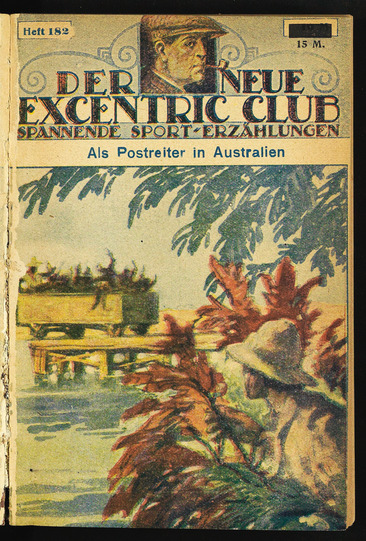 Heft 182
15 M.
DER NEUE
EXCENTRIC CLUB
SPANNENDE SPORT-ERZÄHLUNGEN
Als Postreiter in Australien